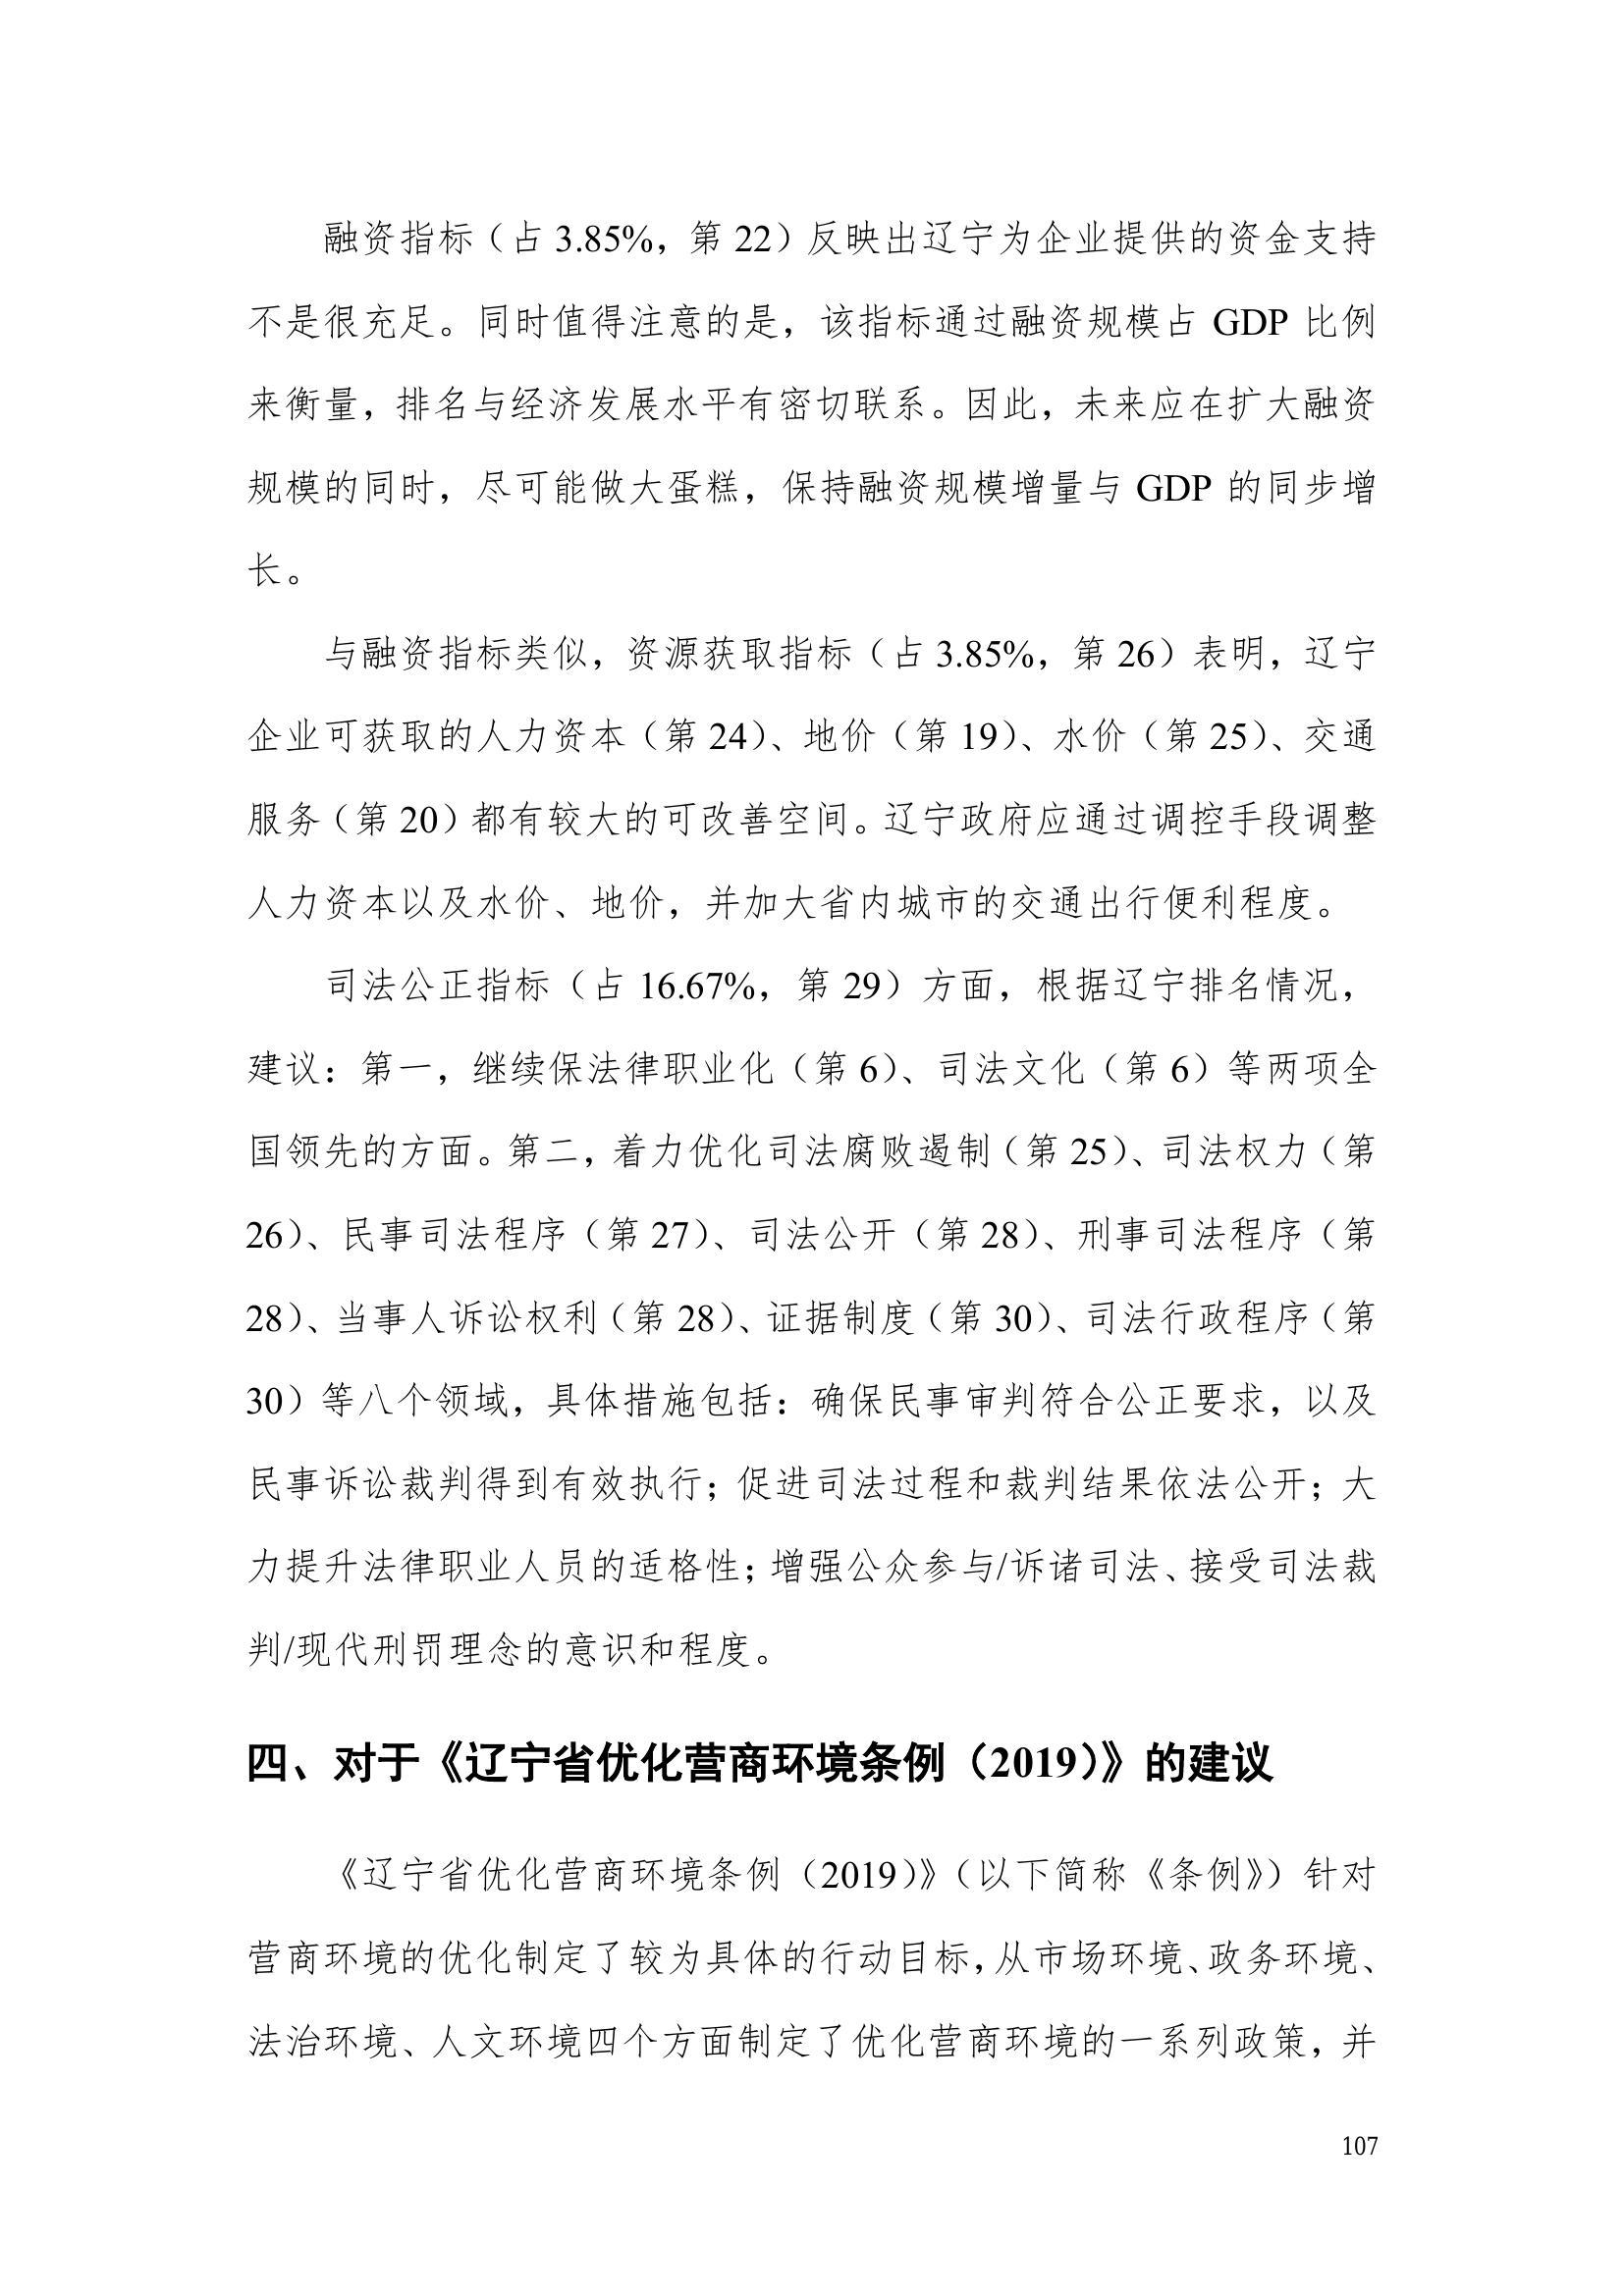 融资指标（占 3.85%，第 22）反映出辽宁为企业提供的资金支持
不是很充足。同时值得注意的是，该指标通过融资规模占 GDP 比例
来衡量，排名与经济发展水平有密切联系。因此，未来应在扩大融资
规模的同时，尽可能做大蛋糕，保持融资规模增量与 GDP 的同步增
长。
与融资指标类似，资源获取指标（占 3.85%，第 26）表明，辽宁
企业可获取的人力资本（第 24）、地价（第 19）、水价（第 25）、交通
服务（第 20）都有较大的可改善空间。辽宁政府应通过调控手段调整
人力资本以及水价、地价，并加大省内城市的交通出行便利程度。
司法公正指标（占 16.67%，第 29）方面，根据辽宁排名情况，
建议：第一，继续保法律职业化（第 6）、司法文化（第 6）等两项全
国领先的方面。第二，着力优化司法腐败遏制（第 25）、司法权力（第
26）、民事司法程序（第 27）、司法公开（第 28）、刑事司法程序（第
28）、当事人诉讼权利（第 28）、证据制度（第 30）、司法行政程序（第
30）等八个领域，具体措施包括：确保民事审判符合公正要求，以及
民事诉讼裁判得到有效执行；促进司法过程和裁判结果依法公开；大
力提升法律职业人员的适格性；增强公众参与/诉诸司法、接受司法裁
判/现代刑罚理念的意识和程度。
四、对于《辽宁省优化营商环境条例（2019）》的建议
《辽宁省优化营商环境条例（2019）》（以下简称《条例》）针对
营商环境的优化制定了较为具体的行动目标，从市场环境、政务环境、
法治环境、人文环境四个方面制定了优化营商环境的一系列政策，并
107